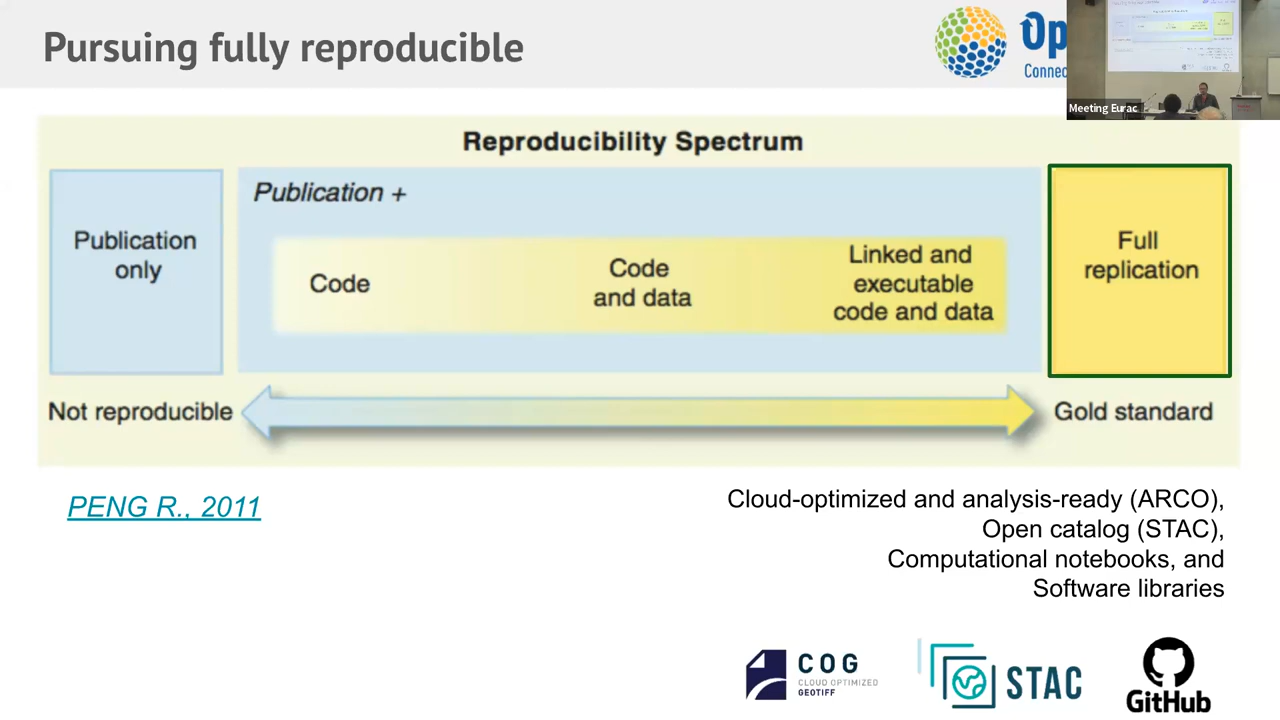 Pursuing fully reproducible
Op
Connec
Meeting Eurac
Reproducibility Spectrum
Publication
only
Publication +
Code
Code
and data
Linked and
executable
code and data
Full
replication
Not reproducible
Gold standard
PENG R., 2011
Cloud-optimized and analysis-ready (ARCO),
Open catalog (STAC),
Computational notebooks, and
Software libraries
COG
CLOUD OPTIMIZED
GEOTIFF
STAC
GitHub